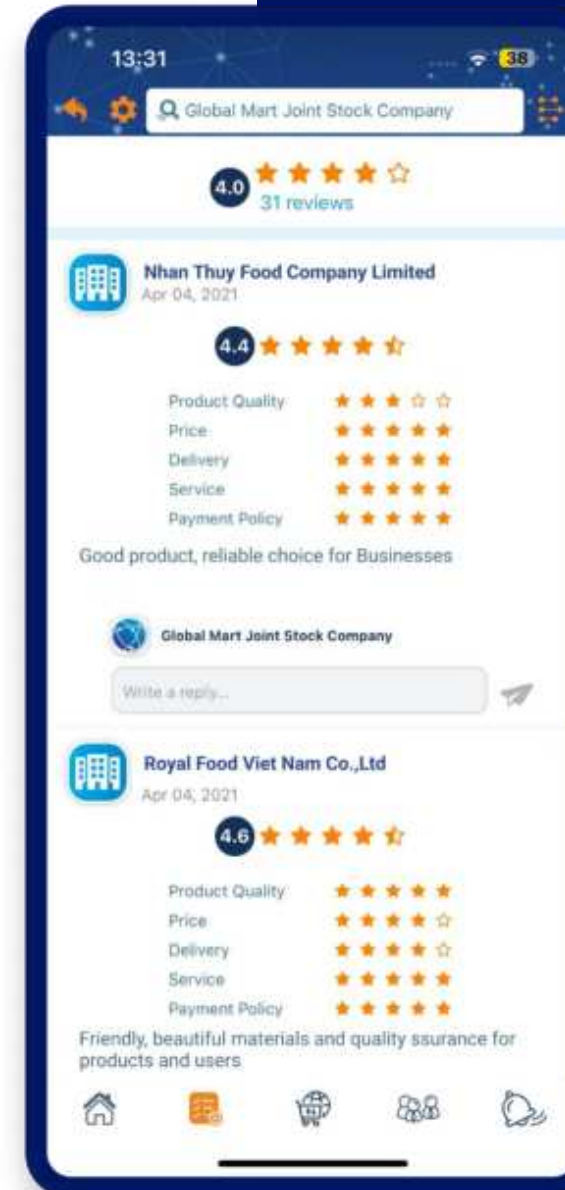 13:31
38
Global Mart Joint Stock Company
4.0
31 reviews
Nhan Thuy Food Company Limited
Apr 04, 2021
4.4
Product Quality
Price
Delivery
Service
Payment Policy
Good product, reliable choice for Businesses
Global Mart Joint Stock Company
Write a reply...
Royal Food Viet Nam Co.,Ltd
Apr 04, 2021
4.6
Product Quality
Price
Delivery
Service
Payment Policy
Friendly, beautiful materials and quality ssurance for
products and users